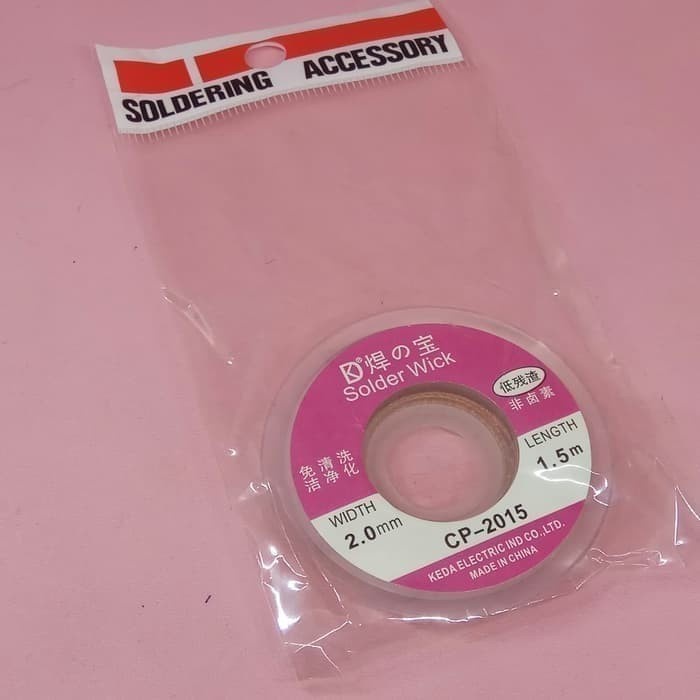 SOLDERING ACCESSORY
KD® 焊の宝
Solder Wick
低残渣
非卤素
免清洗
洁净化
WIDTH
2.0mm
LENGTH
1.5m
CP-2015
KEDA ELECTRIC IND CO.,LTD.
MADE IN CHINA